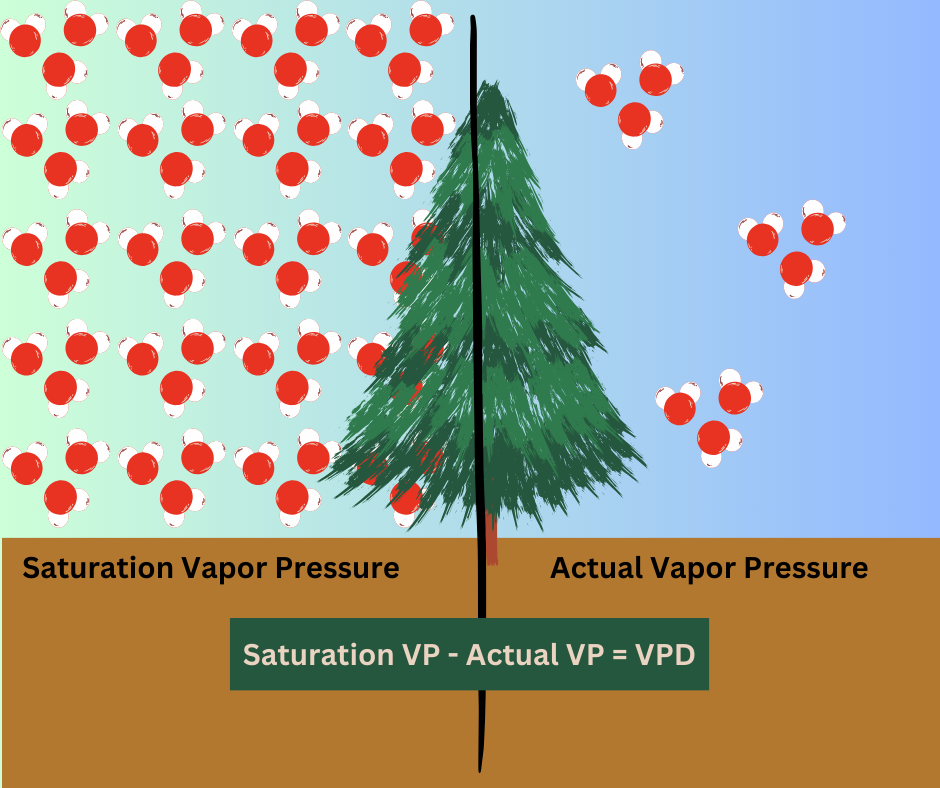 Saturation Vapor Pressure
Actual Vapor Pressure
Saturation VP - Actual VP = VPD